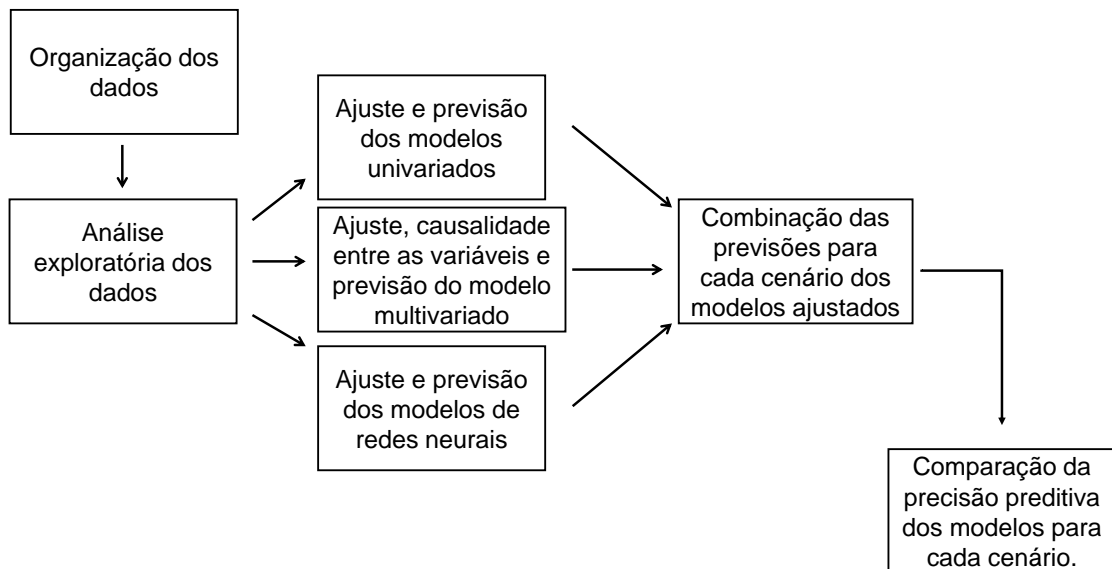 Organização dos
dados
Análise
exploratória dos
dados
Ajuste e previsão
dos modelos
univariados
Ajuste, causalidade
entre as variáveis e
previsão do modelo
multivariado
Ajuste e previsão
dos modelos de
redes neurais
Combinação das
previsões para
cada cenário dos
modelos ajustados
Comparação da
precisão preditiva
dos modelos para
cada cenário.